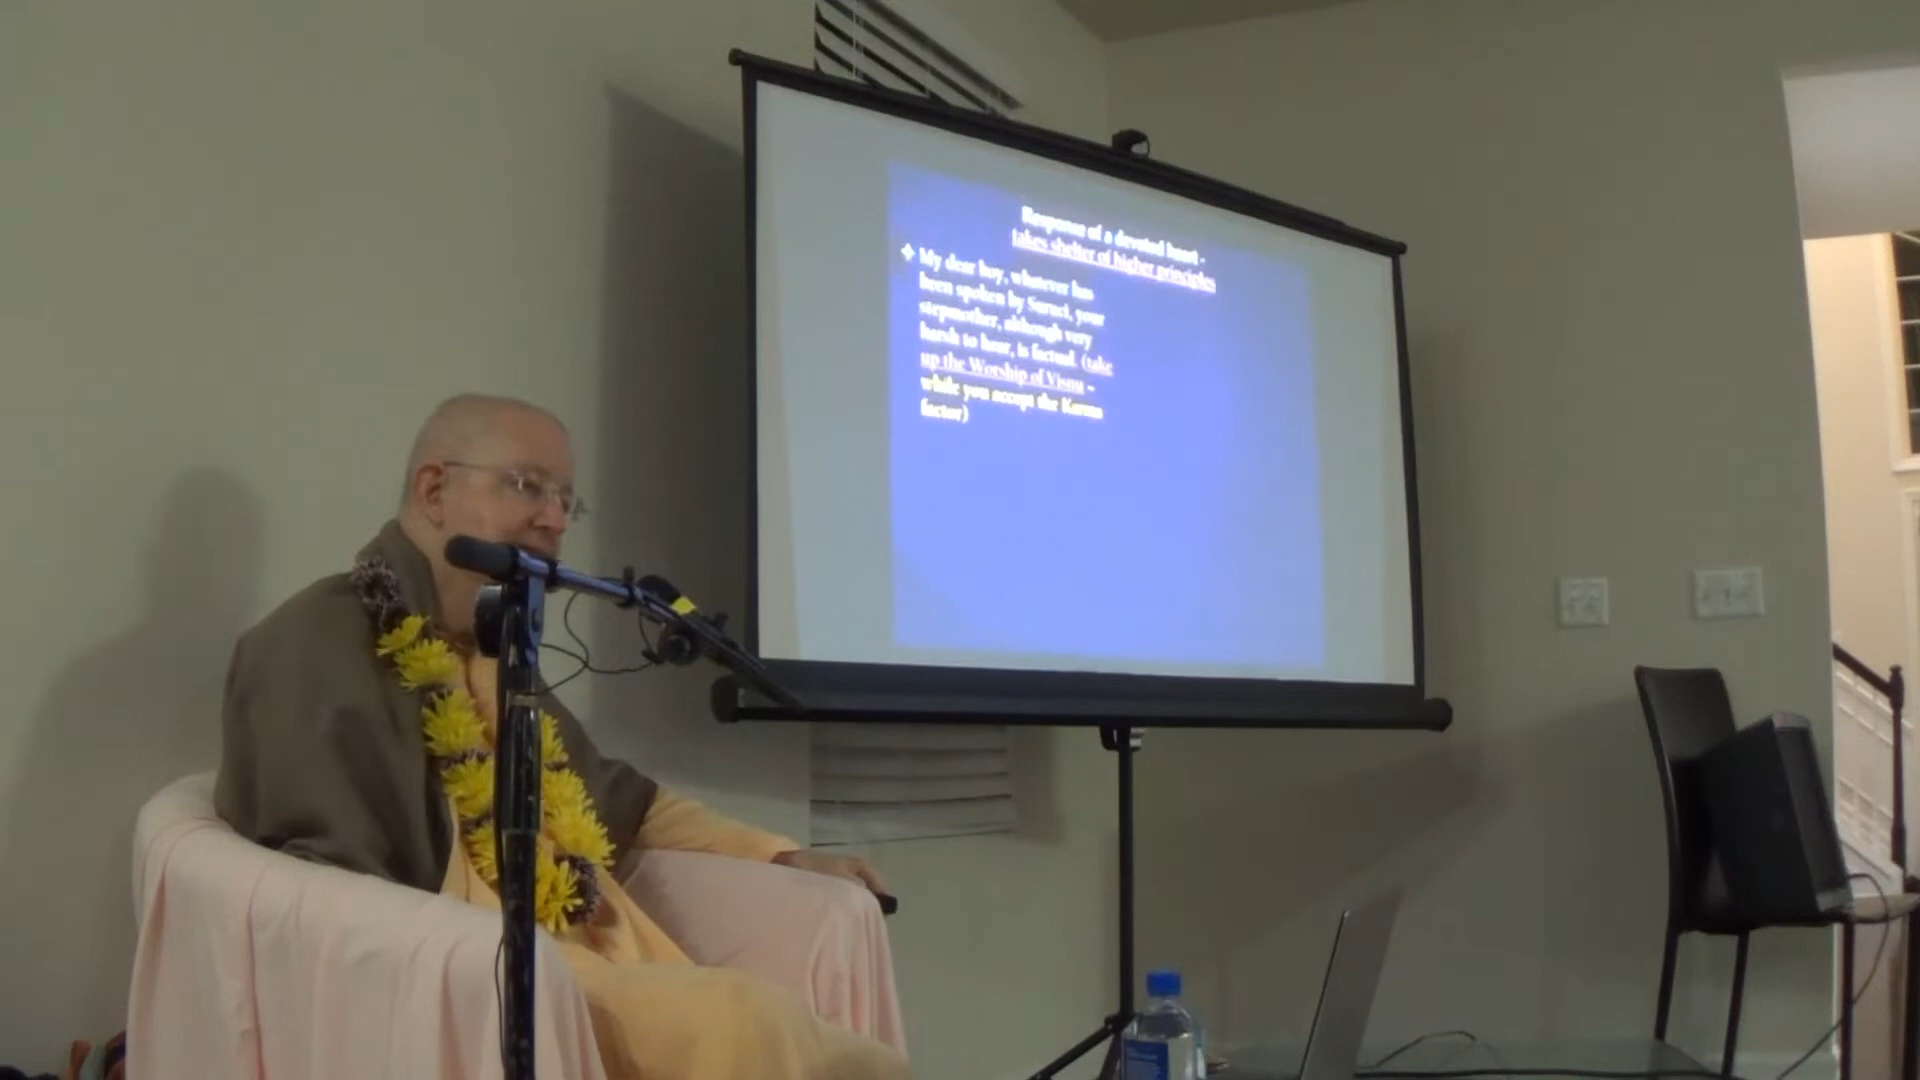 Response of a devoted heart -
takes shelter of higher principles
❖ My dear boy, whatever has
been spoken by Suruci, your
stepmother, although very
harsh to hear, is factual. (take
up the Worship of Visnu -
while you accept the Karma
factor)